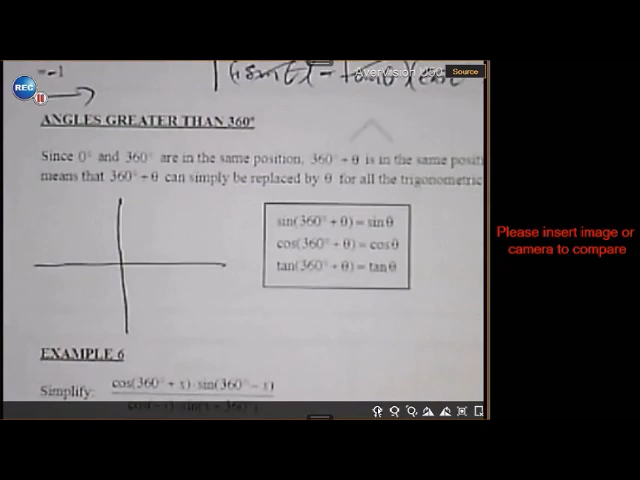 = -1
AverVision
Source
REC
ANGLES GREATER THAN 360°
Since 0° and 360° are in the same position, 360° + θ is in the same positi
means that 360° + θ can simply be replaced by θ for all the trigonometric
sin(360° + θ) = sin θ
cos(360° + θ) = cos θ
tan(360° + θ) = tan θ
Please insert image or
camera to compare
EXAMPLE 6
Simplify: cos(360° + x)·sin(360° − x)